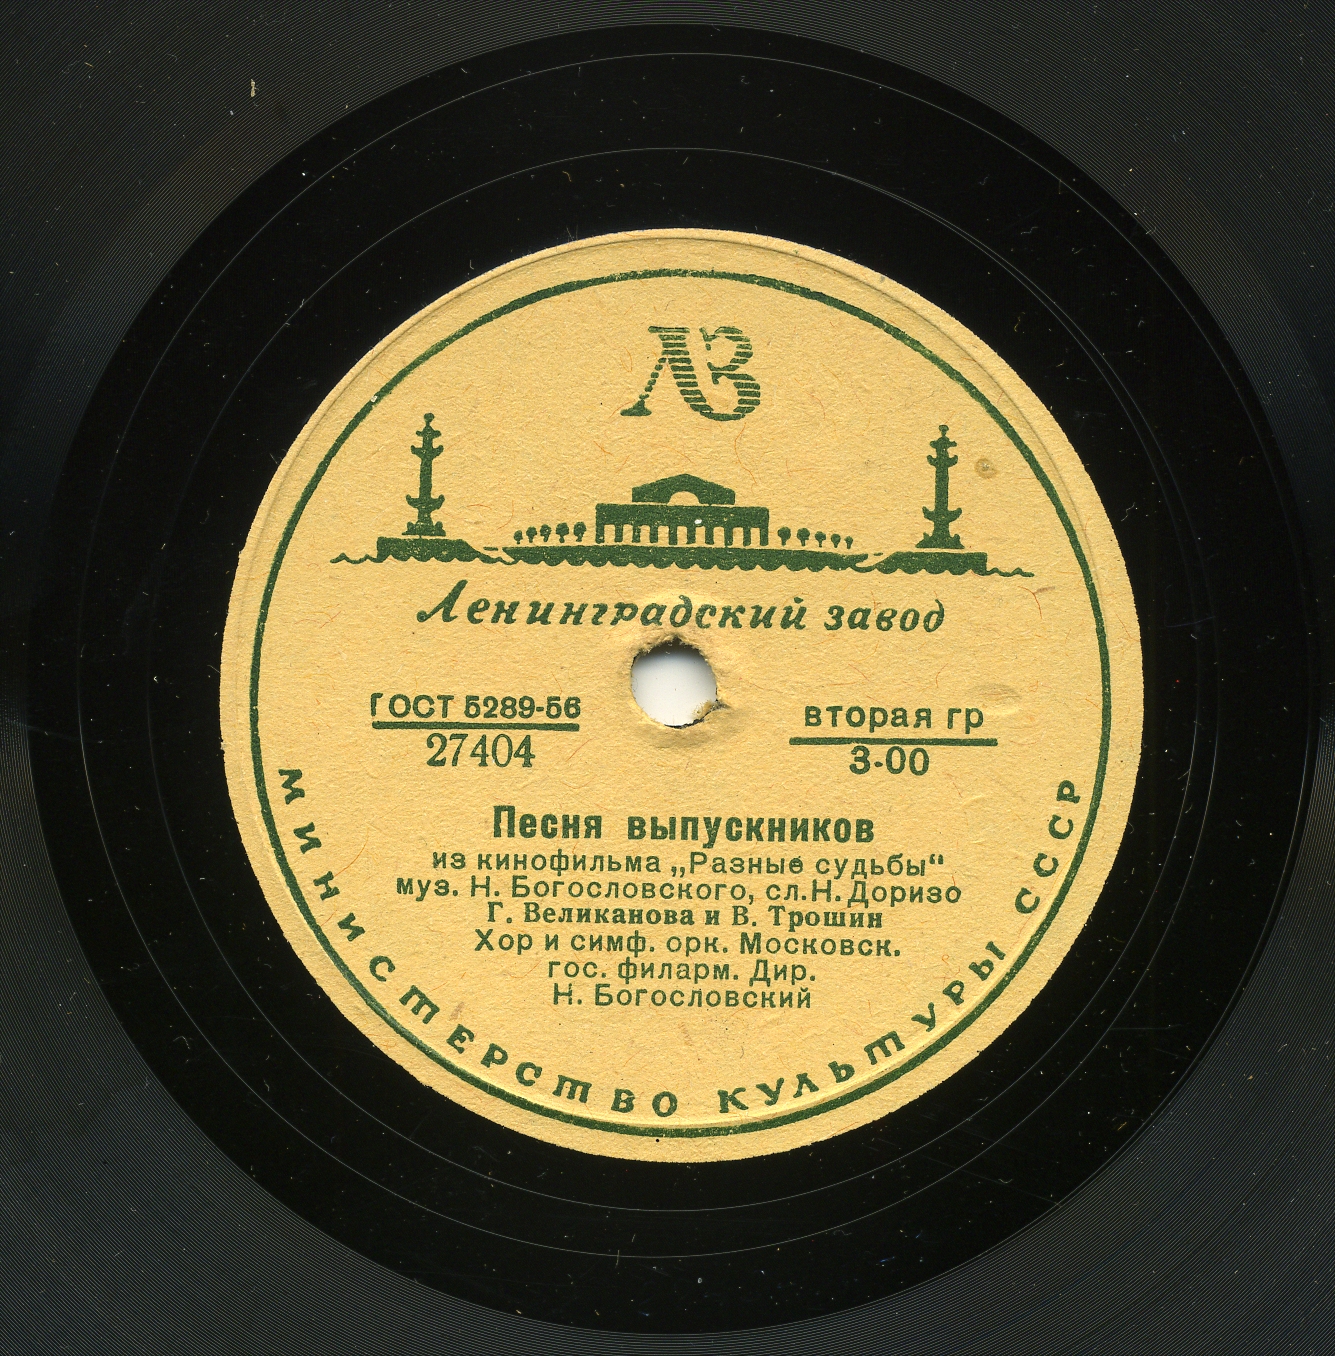 ЛЗ
Ленинградский завод
ГОСТ 5289-56
27404
вторая гр
3-00
Песня выпускников
из кинофильма „Разные судьбы“
муз. Н. Богословского, сл.Н. Доризо
Г. Великанова и В. Трошин
Хор и симф. орк. Московск.
гос. филарм. Дир.
Н. Богословский
МИНИСТЕРСТВО КУЛЬТУРЫ СССР